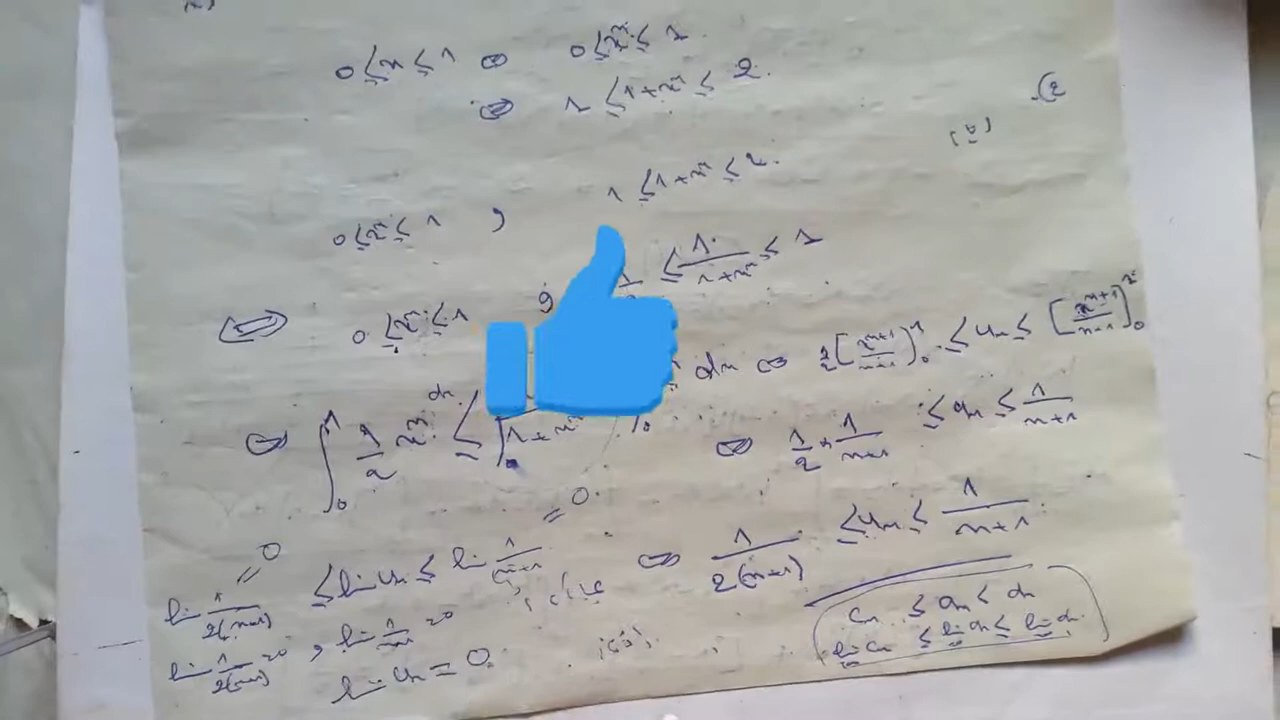 0 ≤ x ≤ 1 ⇔ 0 ≤ xⁿ ≤ 1
⇔ 1 ≤ 1+xⁿ ≤ 2.
2)
0 ≤ xⁿ ≤ 1 , 1 ≤ 1+xⁿ ≤ 2.
⇔ 0 ≤ xⁿ ≤ 1 و ≤ 1/(1+xⁿ) ≤ 1
⇔ ∫₀¹ 1/2 xⁿ dx ≤ ∫₀ 1+xⁿ dx ⇔ 1/2 [xⁿ⁺¹/(n+1)]₀¹ ≤ Uₙ ≤ [xⁿ⁺¹/(n+1)]₀¹
⇔ 1/2 × 1/(n+1) ≤ Uₙ ≤ 1/(n+1)
⇔ 1/(2(n+1)) ≤ Uₙ ≤ 1/(n+1)
lim 1/(2(n+1)) = 0 ≤ lim Uₙ ≤ lim 1/(n+1) = 0.
lim 1/(2(n+1)) = 0 , lim = 0
lim Uₙ = 0
Cₙ ≤ aₙ ≤ dₙ
lim Cₙ ≤ lim aₙ ≤ lim dₙ